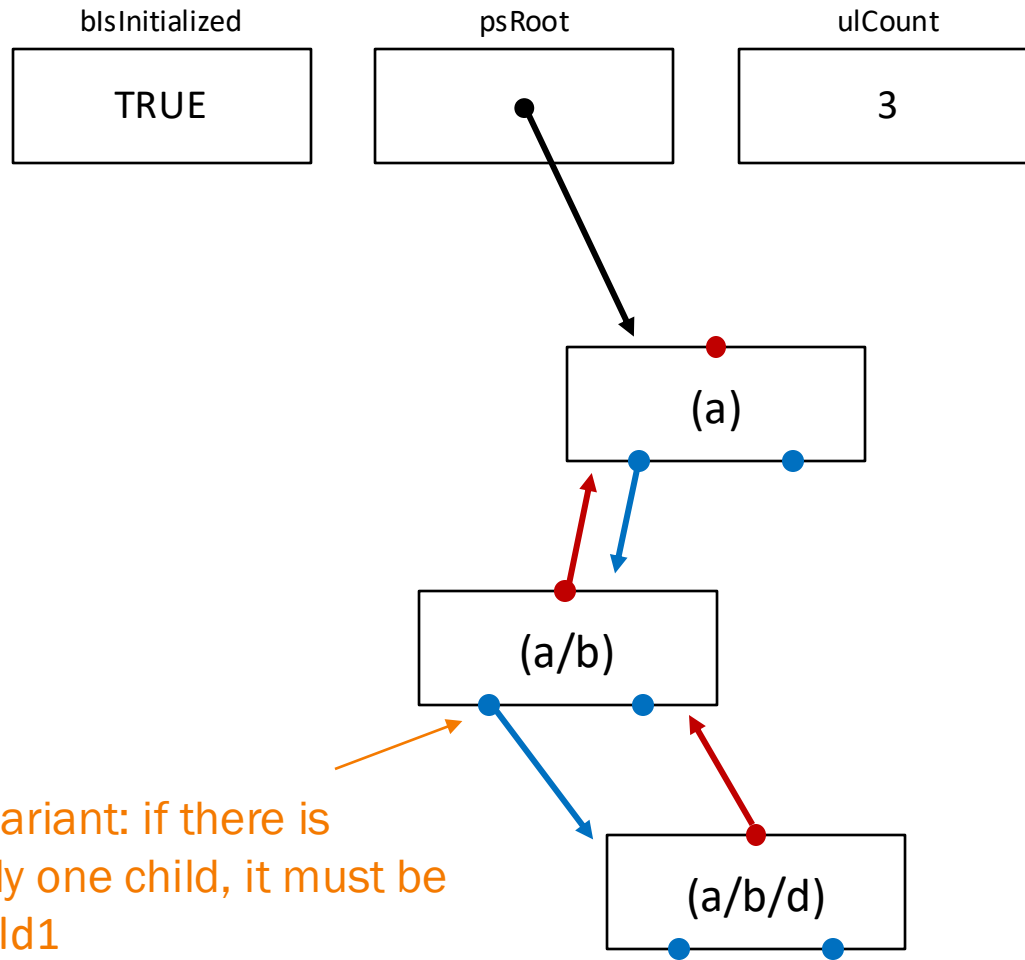 bIsInitialized psRoot ulCount
TRUE 3
(a)
(a/b)
ariant: if there is
ly one child, it must be
ld1
(a/b/d)